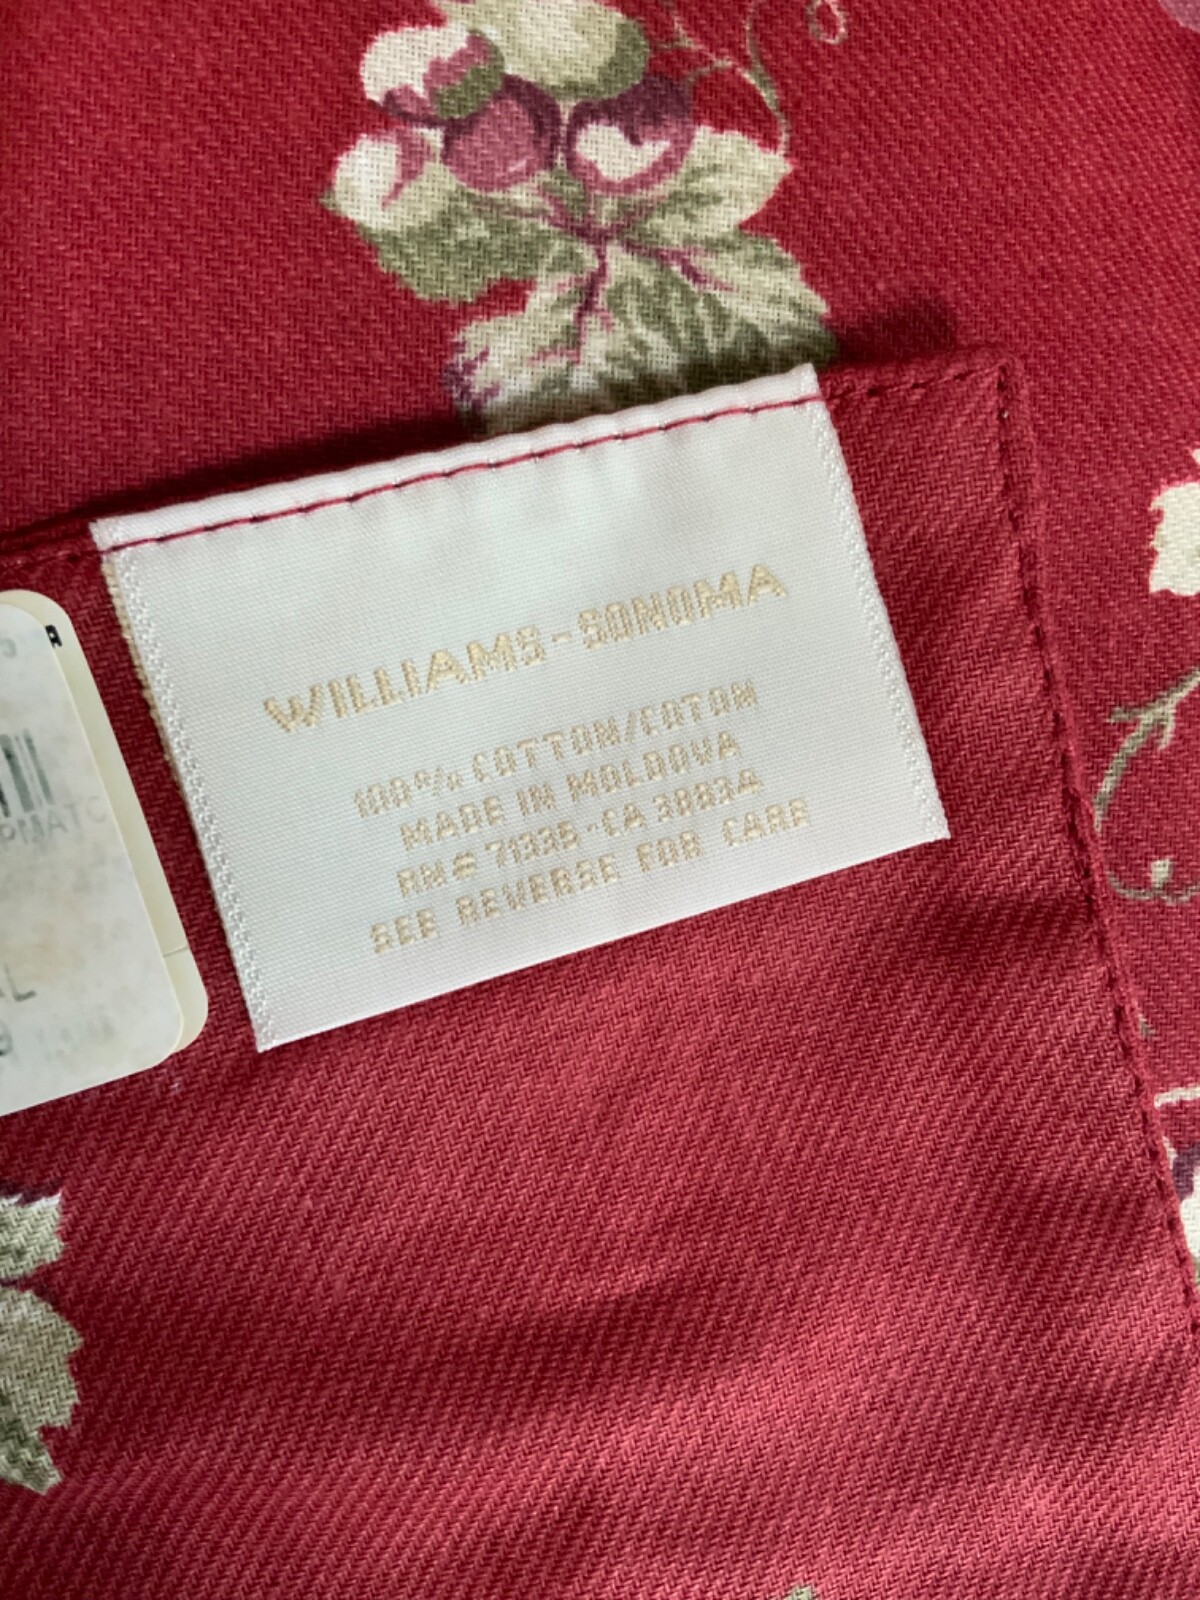 WILLIAMS-SONOMA
100% COTTON/COTON
MADE IN MOLDOVA
RN# 71335-CA 38834
SEE REVERSE FOR CARE